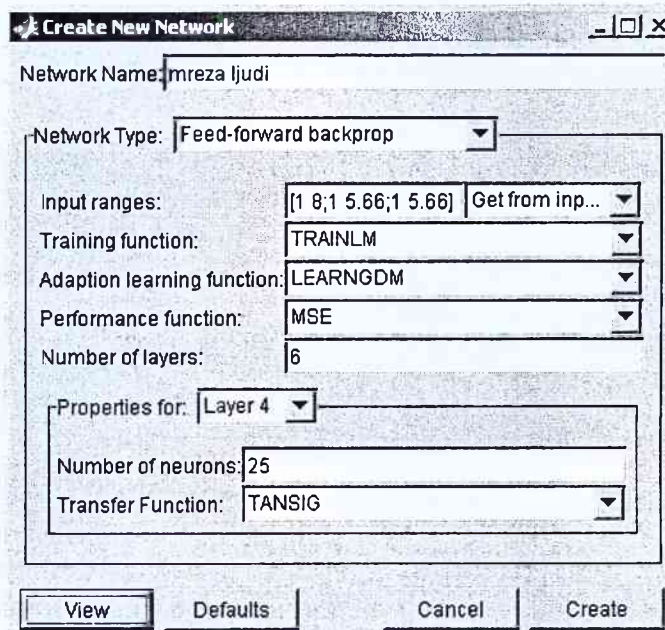 Create New Network
Network Name: mreza ljudi
Network Type: Feed-forward backprop
Input ranges: [1 8;1 5.66;1 5.66] Get from inp...
Training function: TRAINLM
Adaption learning function: LEARNGDM
Performance function: MSE
Number of layers: 6
Properties for: Layer 4
Number of neurons: 25
Transfer Function: TANSIG
View Defaults Cancel Create